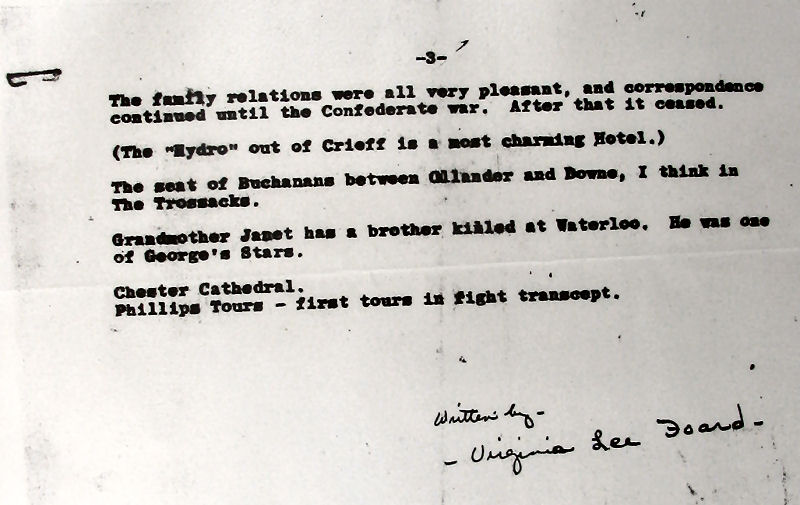 -3-
The family relations were all very pleasant, and correspondence
continued until the Confederate war. After that it ceased.
(The "Hydro" out of Crieff is a most charming Hotel.)
The seat of Buchanans between Ollander and Downe, I think in
The Trossacks.
Grandmother Janet has a brother killed at Waterloo. He was one
of George's Stars.
Chester Cathedral.
Phillips Tours - first tours in fight transcept.
Written by-
- Virginia Lee Foard-